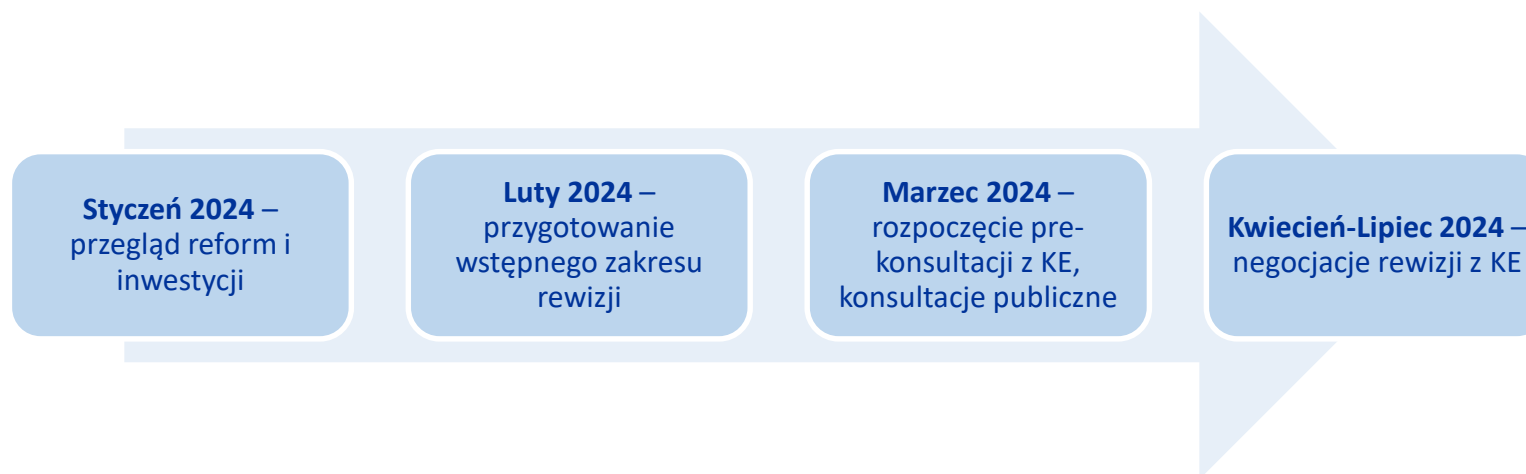 Styczeń 2024 –
przegląd reform i
inwestycji
Luty 2024 –
przygotowanie
wstępnego zakresu
rewizji
Marzec 2024 –
rozpoczęcie pre-
konsultacji z KE,
konsultacje publiczne
Kwiecień-Lipiec 2024 –
negocjacje rewizji z KE